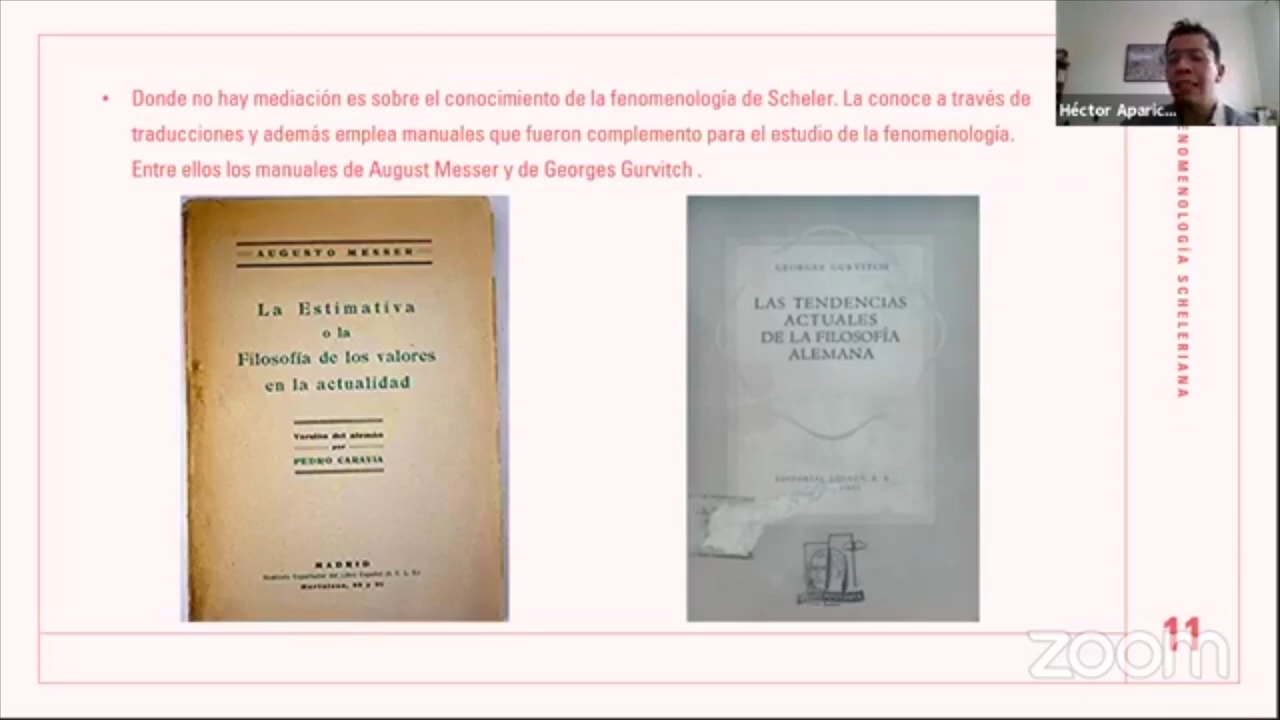 • Donde no hay mediación es sobre el conocimiento de la fenomenología de Scheler. La conoce a través de
traducciones y además emplea manuales que fueron complemento para el estudio de la fenomenología.
Entre ellos los manuales de August Messer y de Georges Gurvitch .
Héctor Aparic...
ENOMENOLOGÍA SCHELERIANA
AUGUSTO MESSER
La Estimativa
o la
Filosofía de los valores
en la actualidad
Versión del alemán
por
PEDRO CARAVIA
MADRID
GEORGES GURVITCH
LAS TENDENCIAS
ACTUALES
DE LA FILOSOFÍA
ALEMANA
EDITORIAL LOSADA, S. A.
11
zoom